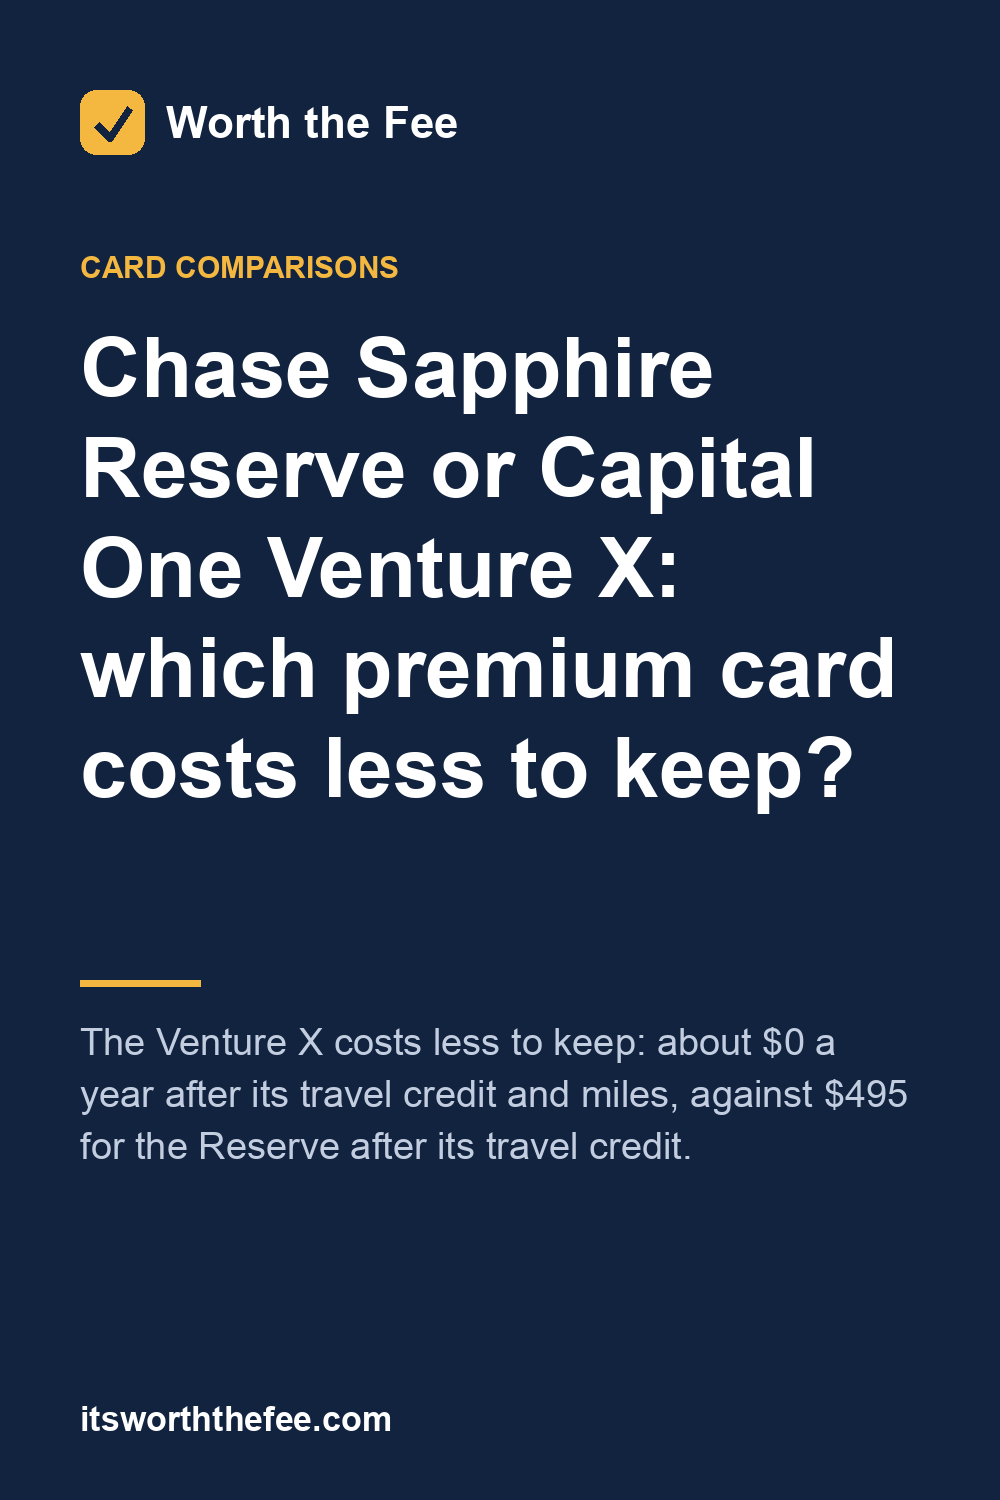 Worth the Fee
CARD COMPARISONS
Chase Sapphire
Reserve or Capital
One Venture X:
which premium card
costs less to keep?
The Venture X costs less to keep: about $0 a
year after its travel credit and miles, against $495
for the Reserve after its travel credit.
itsworththefee.com